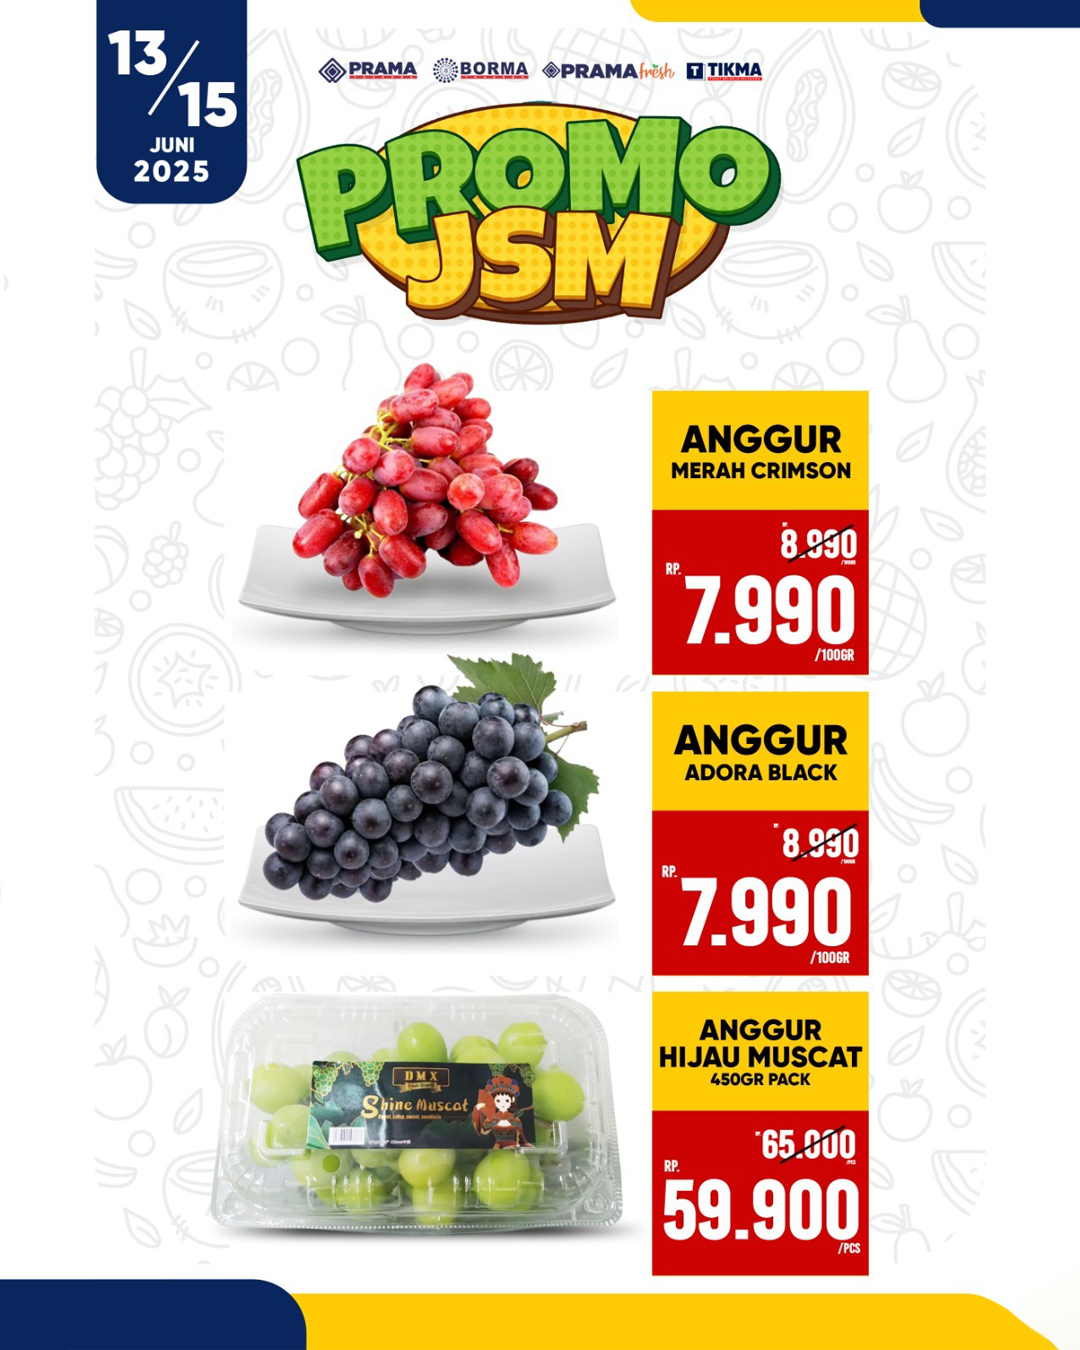 13/15
JUNI
2025
PRAMA
BORMA
PRAMA fresh
T TIKMA
PROMO
JSM
ANGGUR
MERAH CRIMSON
8.990
RP.
7.990
/100GR
ANGGUR
ADORA BLACK
8.990
RP.
7.990
/100GR
DMX
Shine Muscat
ANGGUR
HIJAU MUSCAT
450GR PACK
65.000
/PCS
RP.
59.900
/PCS